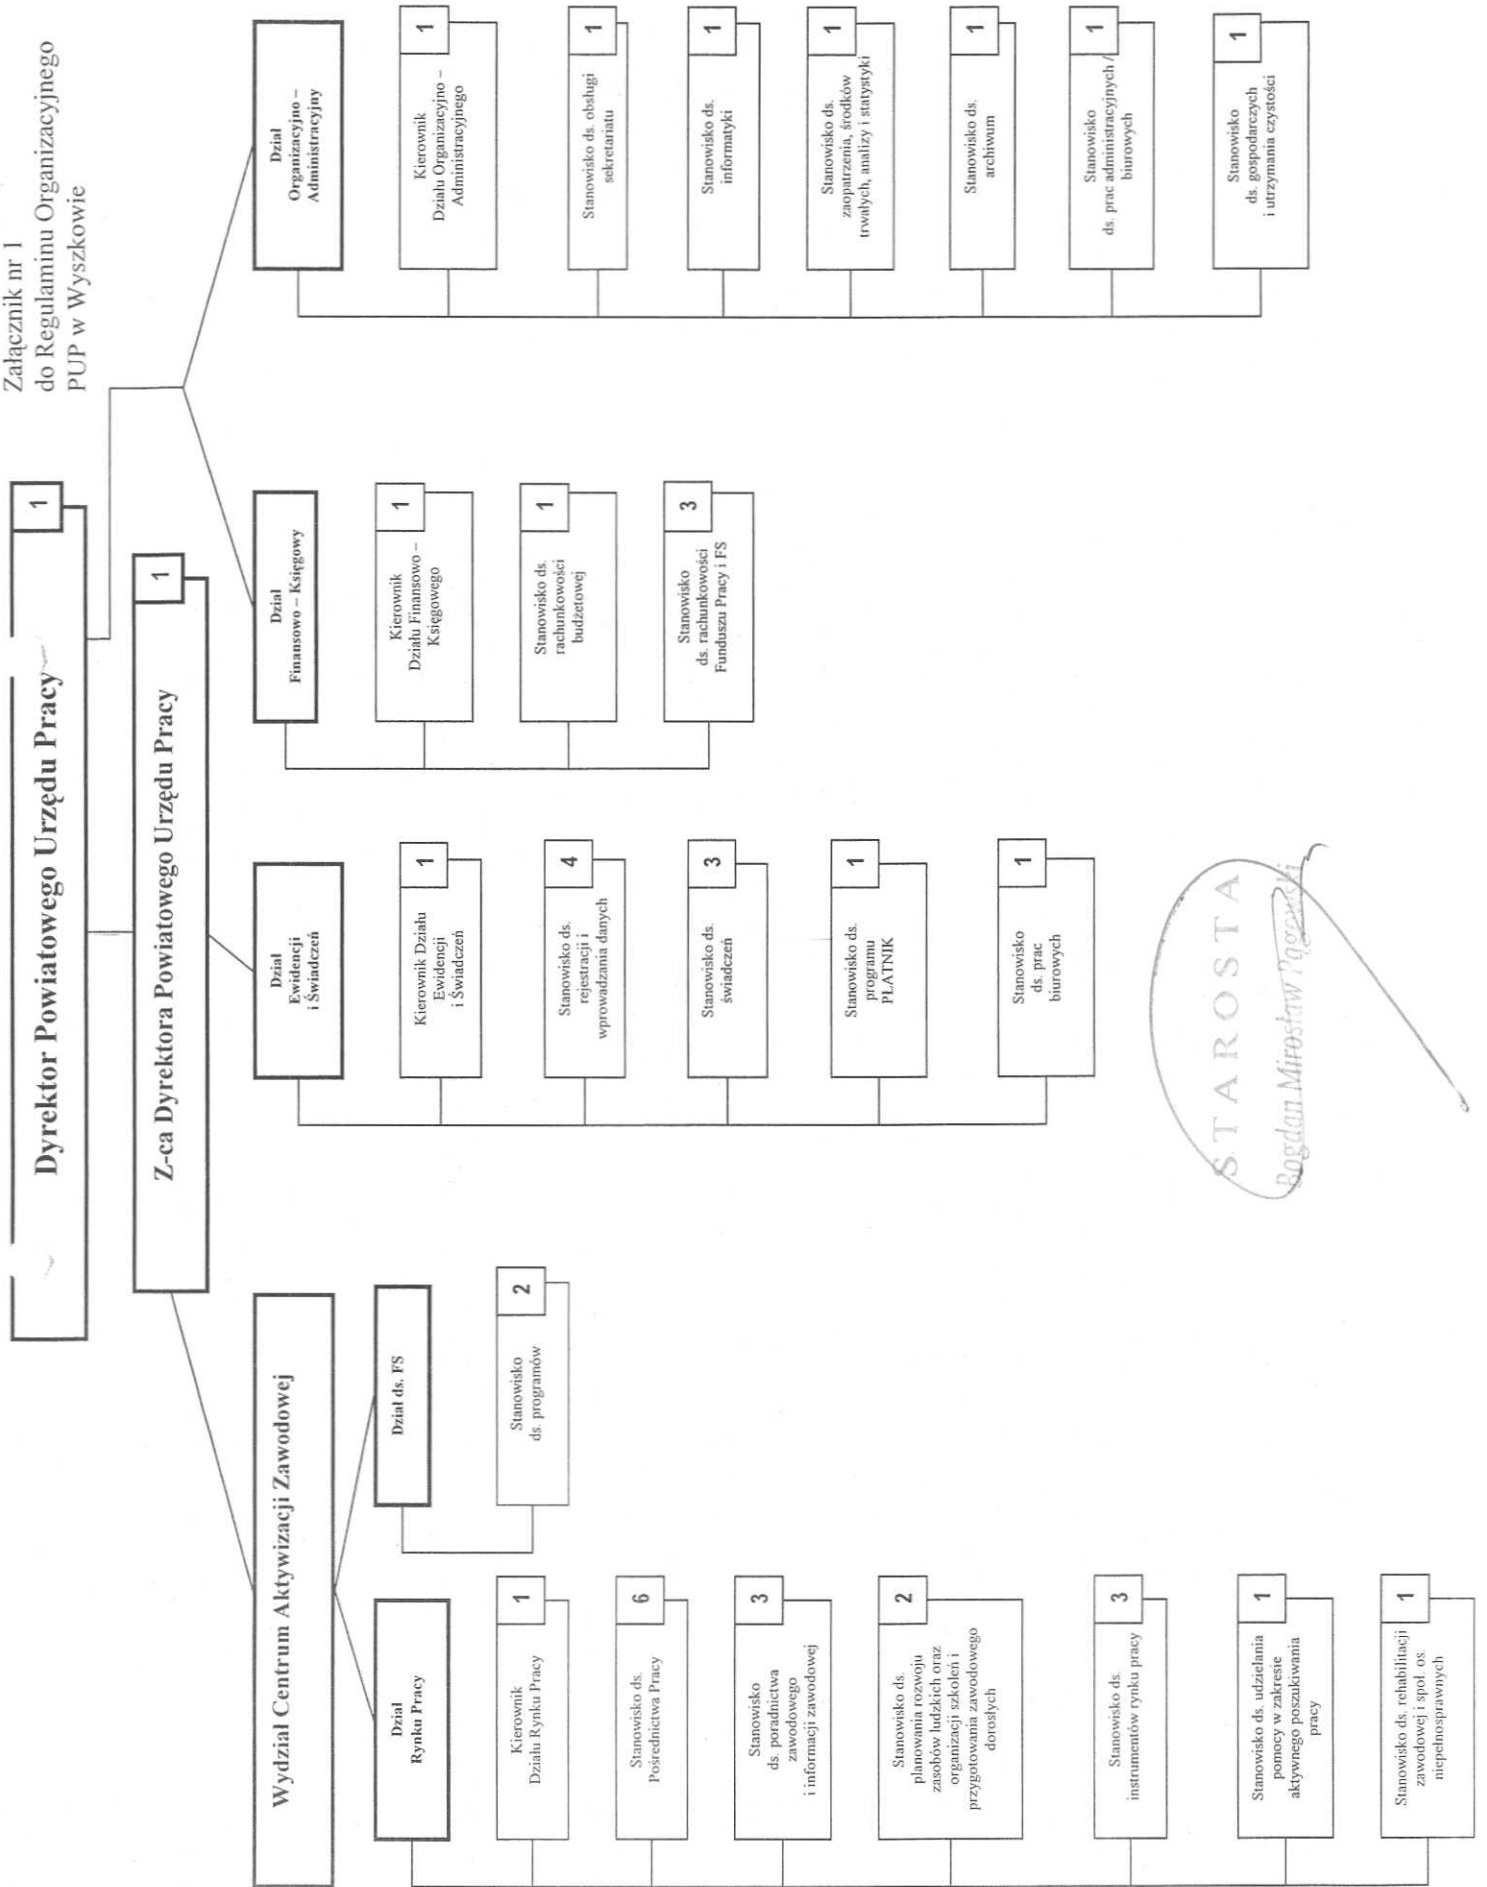 Załącznik nr 1
do Regulaminu Organizacyjnego
PUP w Wyszkowie
Dyrektor Powiatowego Urzędu Pracy
1
Z-ca Dyrektora Powiatowego Urzędu Pracy
1
Wydział Centrum Aktywizacji Zawodowej
Dział
Rynku Pracy
Kierownik
Działu Rynku Pracy
1
Stanowisko ds.
Pośrednictwa Pracy
6
Stanowisko
ds. poradnictwa
zawodowego
i informacji zawodowej
3
Stanowisko ds.
planowania rozwoju
zasobów ludzkich oraz
organizacji szkoleń i
przygotowania zawodowego
dorosłych
2
Stanowisko ds.
instrumentów rynku pracy
3
Stanowisko ds. udzielania
pomocy w zakresie
aktywnego poszukiwania
pracy
1
Stanowisko ds. rehabilitacji
zawodowej i społ. os.
niepełnosprawnych
1
Dział ds. FS
Stanowisko
ds. programów
2
Dział
Ewidencji
i Świadczeń
Kierownik Działu
Ewidencji
i Świadczeń
1
Stanowisko ds.
rejestracji i
wprowadzania danych
4
Stanowisko ds.
świadczeń
3
Stanowisko ds.
programu
PŁATNIK
1
Stanowisko
ds. prac
biurowych
1
Dział
Finansowo – Księgowy
Kierownik
Działu Finansowo –
Księgowego
1
Stanowisko ds.
rachunkowości
budżetowej
1
Stanowisko
ds. rachunkowości
Funduszu Pracy i FS
3
Dział
Organizacyjno –
Administracyjny
Kierownik
Działu Organizacyjno –
Administracyjnego
1
Stanowisko ds. obsługi
sekretariatu
1
Stanowisko ds.
informatyki
1
Stanowisko ds.
zaopatrzenia, środków
trwałych, analizy i statystyki
1
Stanowisko ds.
archiwum
1
Stanowisko
ds. prac administracyjnych /
biurowych
1
Stanowisko
ds. gospodarczych
i utrzymania czystości
1
STAROSTA
Bogdan Mirosław Pągowski